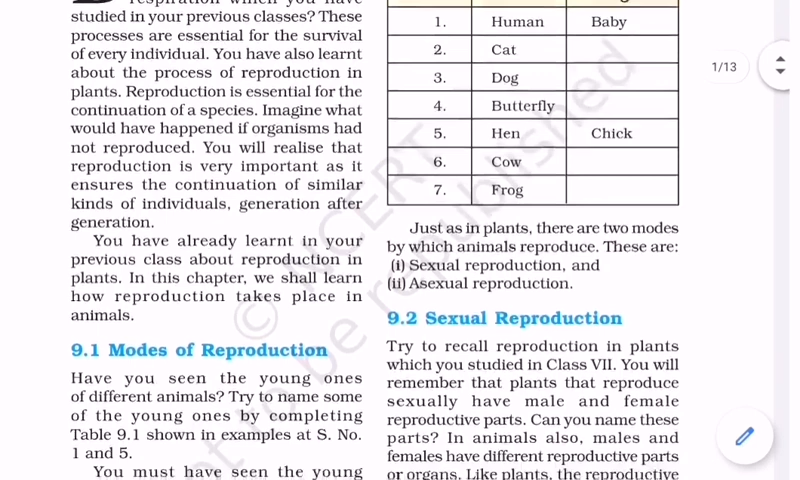 studied in your previous classes? These
processes are essential for the survival
of every individual. You have also learnt
about the process of reproduction in
plants. Reproduction is essential for the
continuation of a species. Imagine what
would have happened if organisms had
not reproduced. You will realise that
reproduction is very important as it
ensures the continuation of similar
kinds of individuals, generation after
generation.
You have already learnt in your
previous class about reproduction in
plants. In this chapter, we shall learn
how reproduction takes place in
animals.
9.1 Modes of Reproduction
Have you seen the young ones
of different animals? Try to name some
of the young ones by completing
Table 9.1 shown in examples at S. No.
1 and 5.
You must have seen the young
1. Human Baby
2. Cat
3. Dog
4. Butterfly
5. Hen Chick
6. Cow
7. Frog
Just as in plants, there are two modes
by which animals reproduce. These are:
(i) Sexual reproduction, and
(ii) Asexual reproduction.
9.2 Sexual Reproduction
Try to recall reproduction in plants
which you studied in Class VII. You will
remember that plants that reproduce
sexually have male and female
reproductive parts. Can you name these
parts? In animals also, males and
females have different reproductive parts
or organs. Like plants, the reproductive
1/13
© NCERT
not to be republished